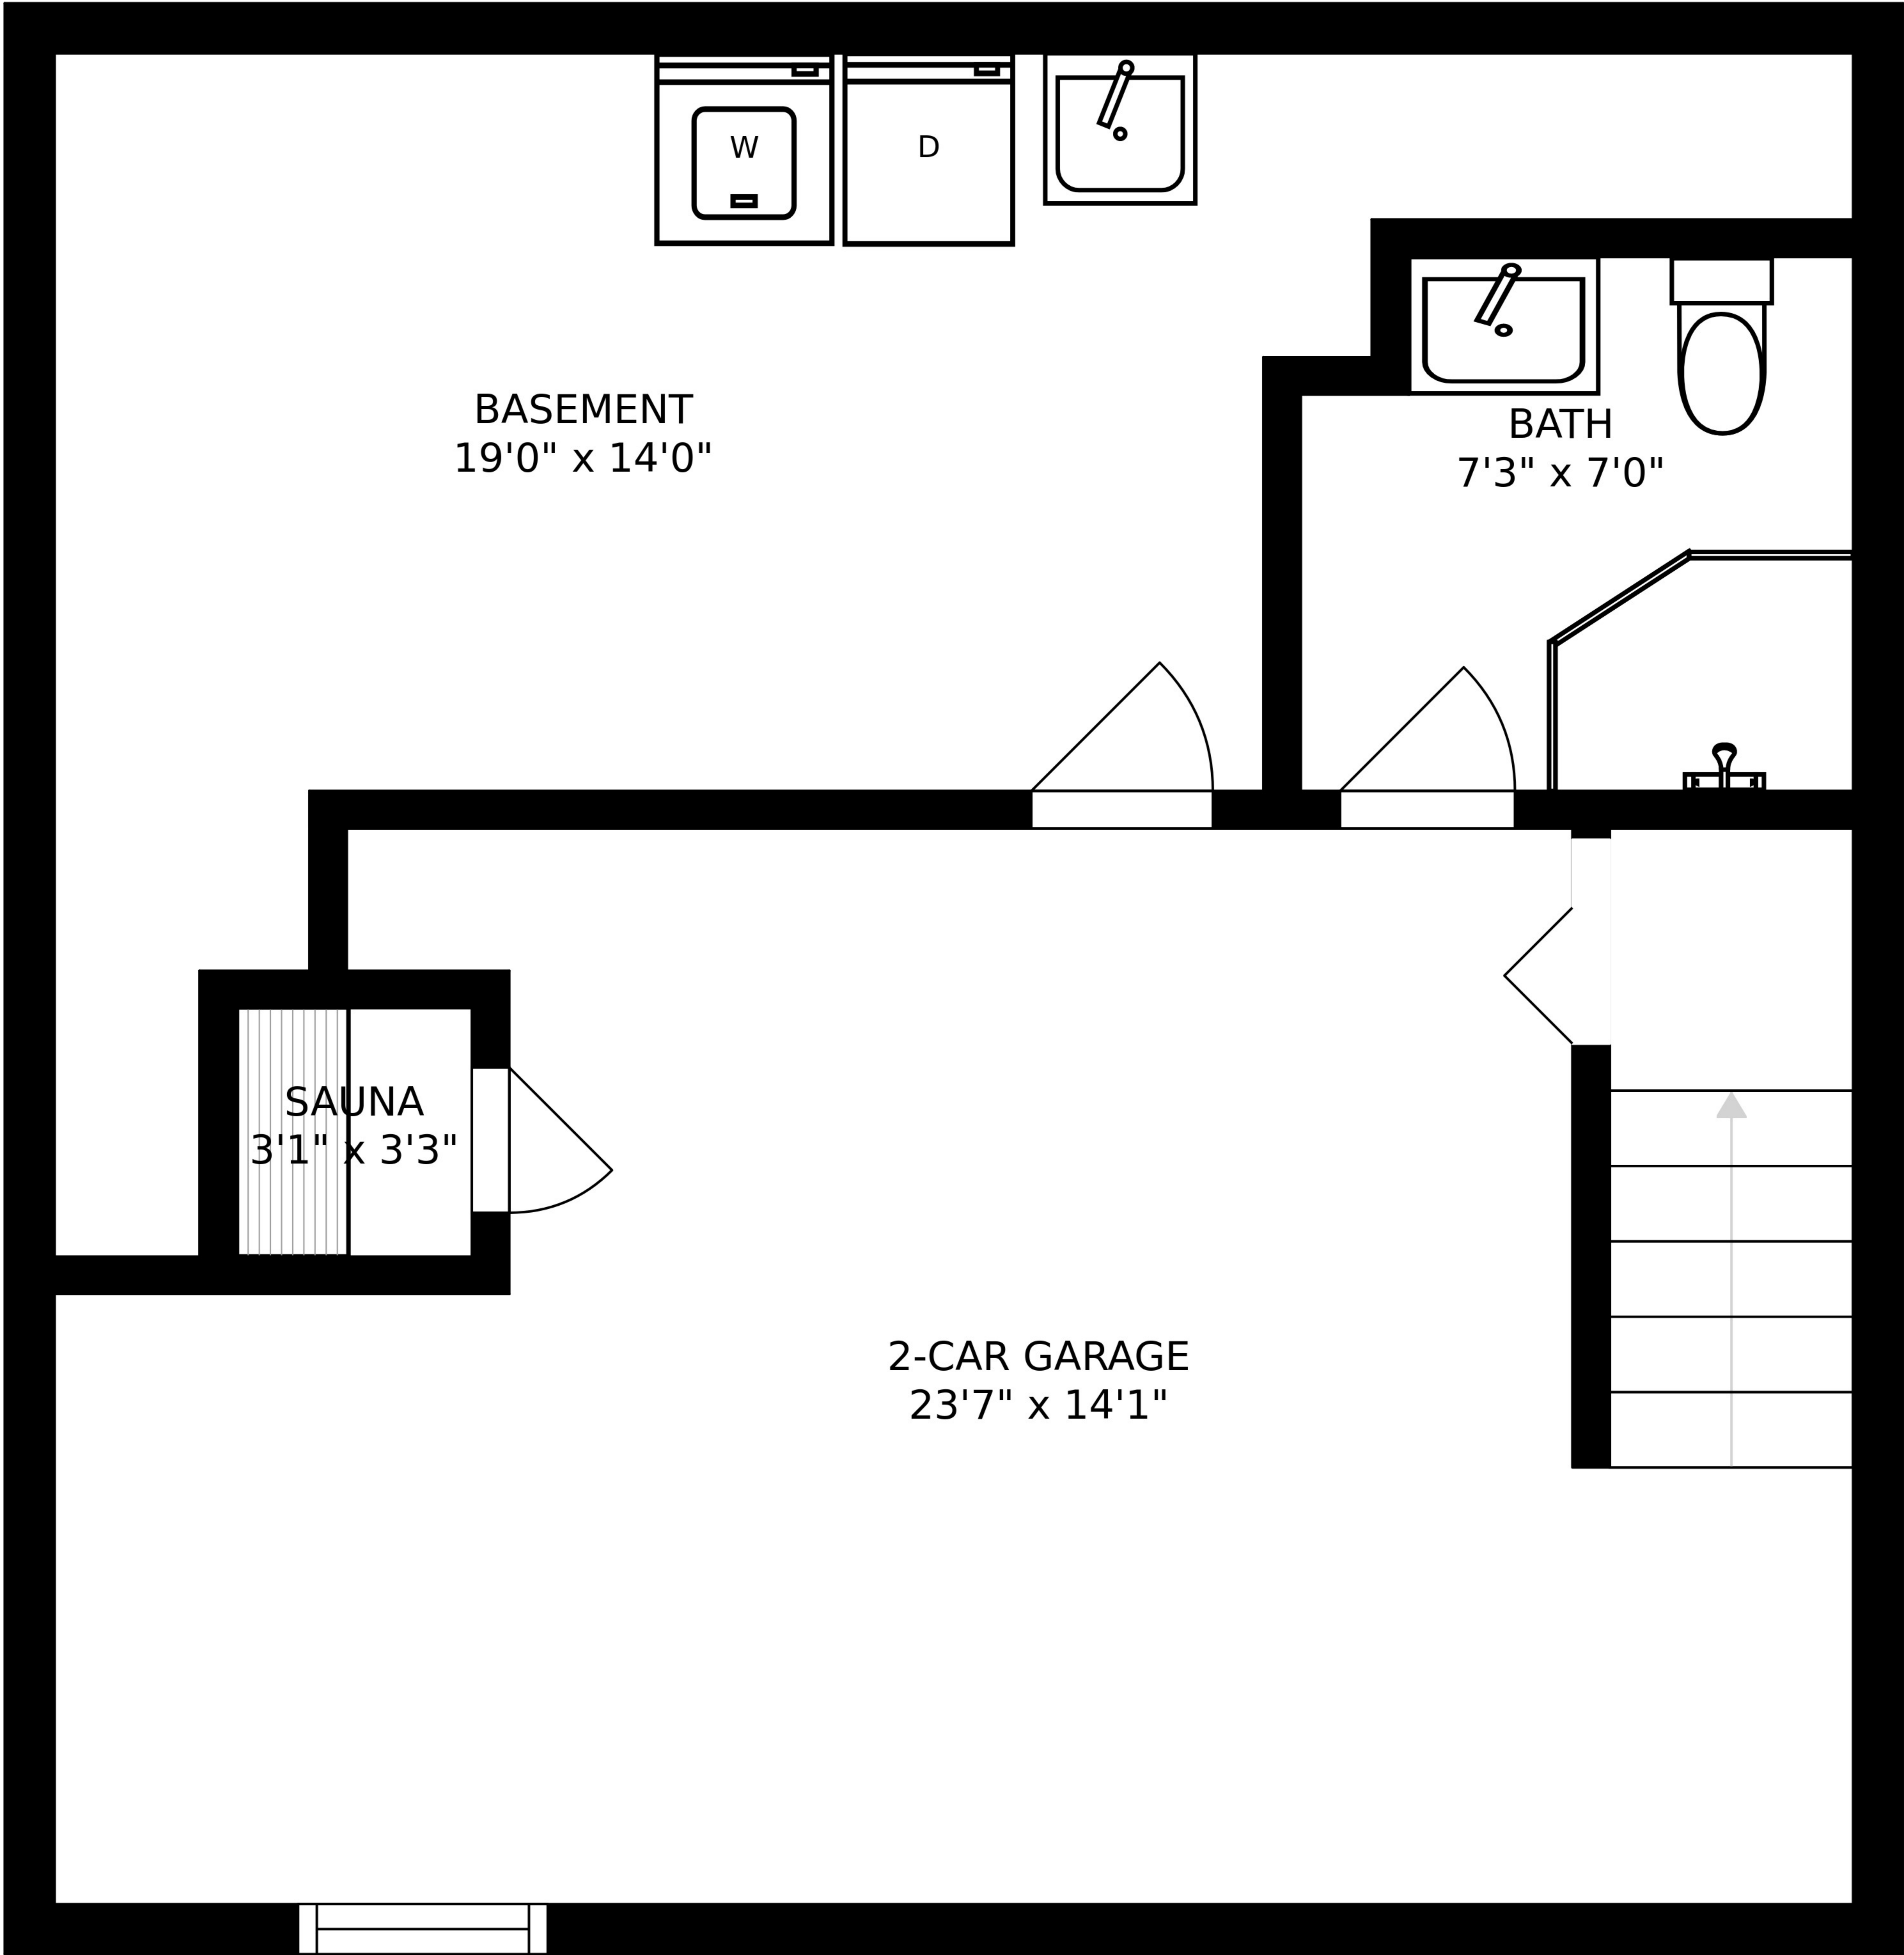 W
D
BASEMENT
19'0" x 14'0"
BATH
7'3" x 7'0"
SAUNA
3'1" x 3'3"
2-CAR GARAGE
23'7" x 14'1"